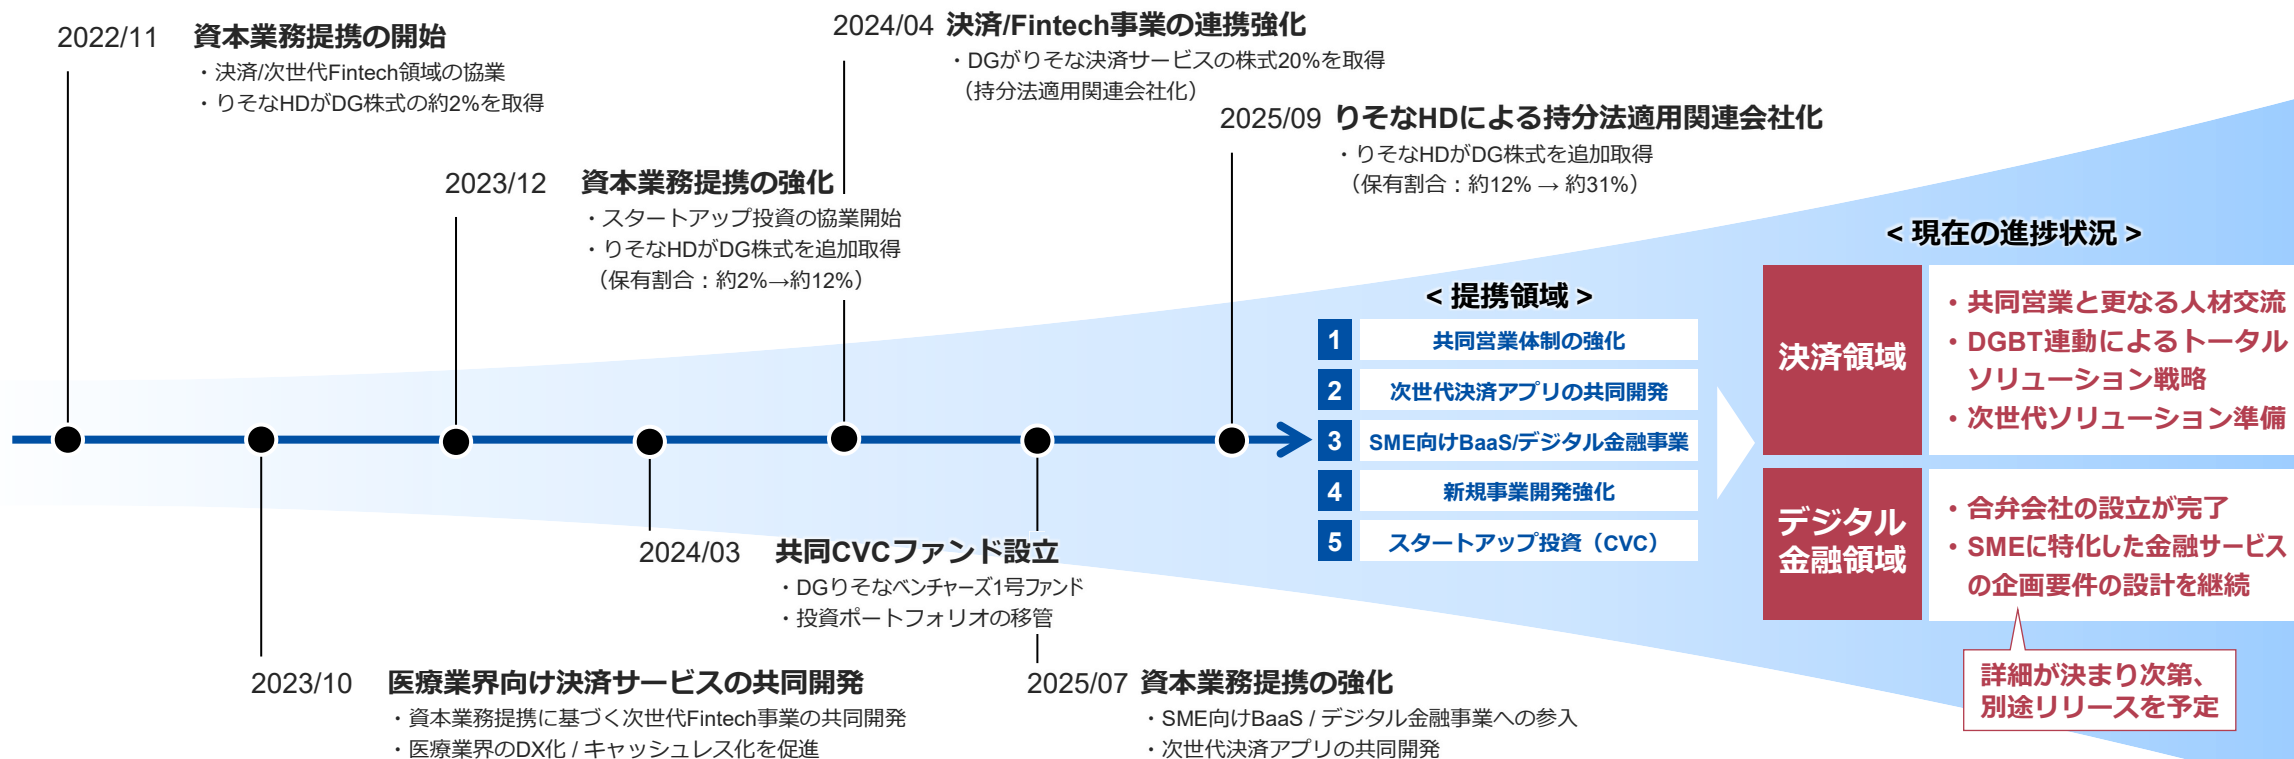 2022/11 資本業務提携の開始
・決済/次世代Fintech領域の協業
・りそなHDがDG株式の約2%を取得
2023/12 資本業務提携の強化
・スタートアップ投資の協業開始
・りそなHDがDG株式を追加取得
（保有割合：約2%→約12%）
2024/04 決済/Fintech事業の連携強化
・DGがりそな決済サービスの株式20%を取得
（持分法適用関連会社化）
2025/09 りそなHDによる持分法適用関連会社化
・りそなHDがDG株式を追加取得
（保有割合：約12% → 約31%）
2023/10 医療業界向け決済サービスの共同開発
・資本業務提携に基づく次世代Fintech事業の共同開発
・医療業界のDX化 / キャッシュレス化を促進
2024/03 共同CVCファンド設立
・DGりそなベンチャーズ1号ファンド
・投資ポートフォリオの移管
2025/07 資本業務提携の強化
・SME向けBaaS / デジタル金融事業への参入
・次世代決済アプリの共同開発
< 提携領域 >
1 共同営業体制の強化
2 次世代決済アプリの共同開発
3 SME向けBaaS/デジタル金融事業
4 新規事業開発強化
5 スタートアップ投資（CVC）
< 現在の進捗状況 >
決済領域
・共同営業と更なる人材交流
・DGBT連動によるトータル
ソリューション戦略
・次世代ソリューション準備
デジタル
金融領域
・合弁会社の設立が完了
・SMEに特化した金融サービス
の企画要件の設計を継続
詳細が決まり次第、
別途リリースを予定